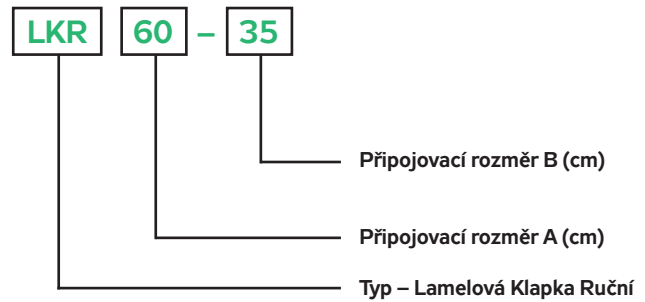 LKR 60 – 35
Připojovací rozměr B (cm)
Připojovací rozměr A (cm)
Typ – Lamelová Klapka Ruční